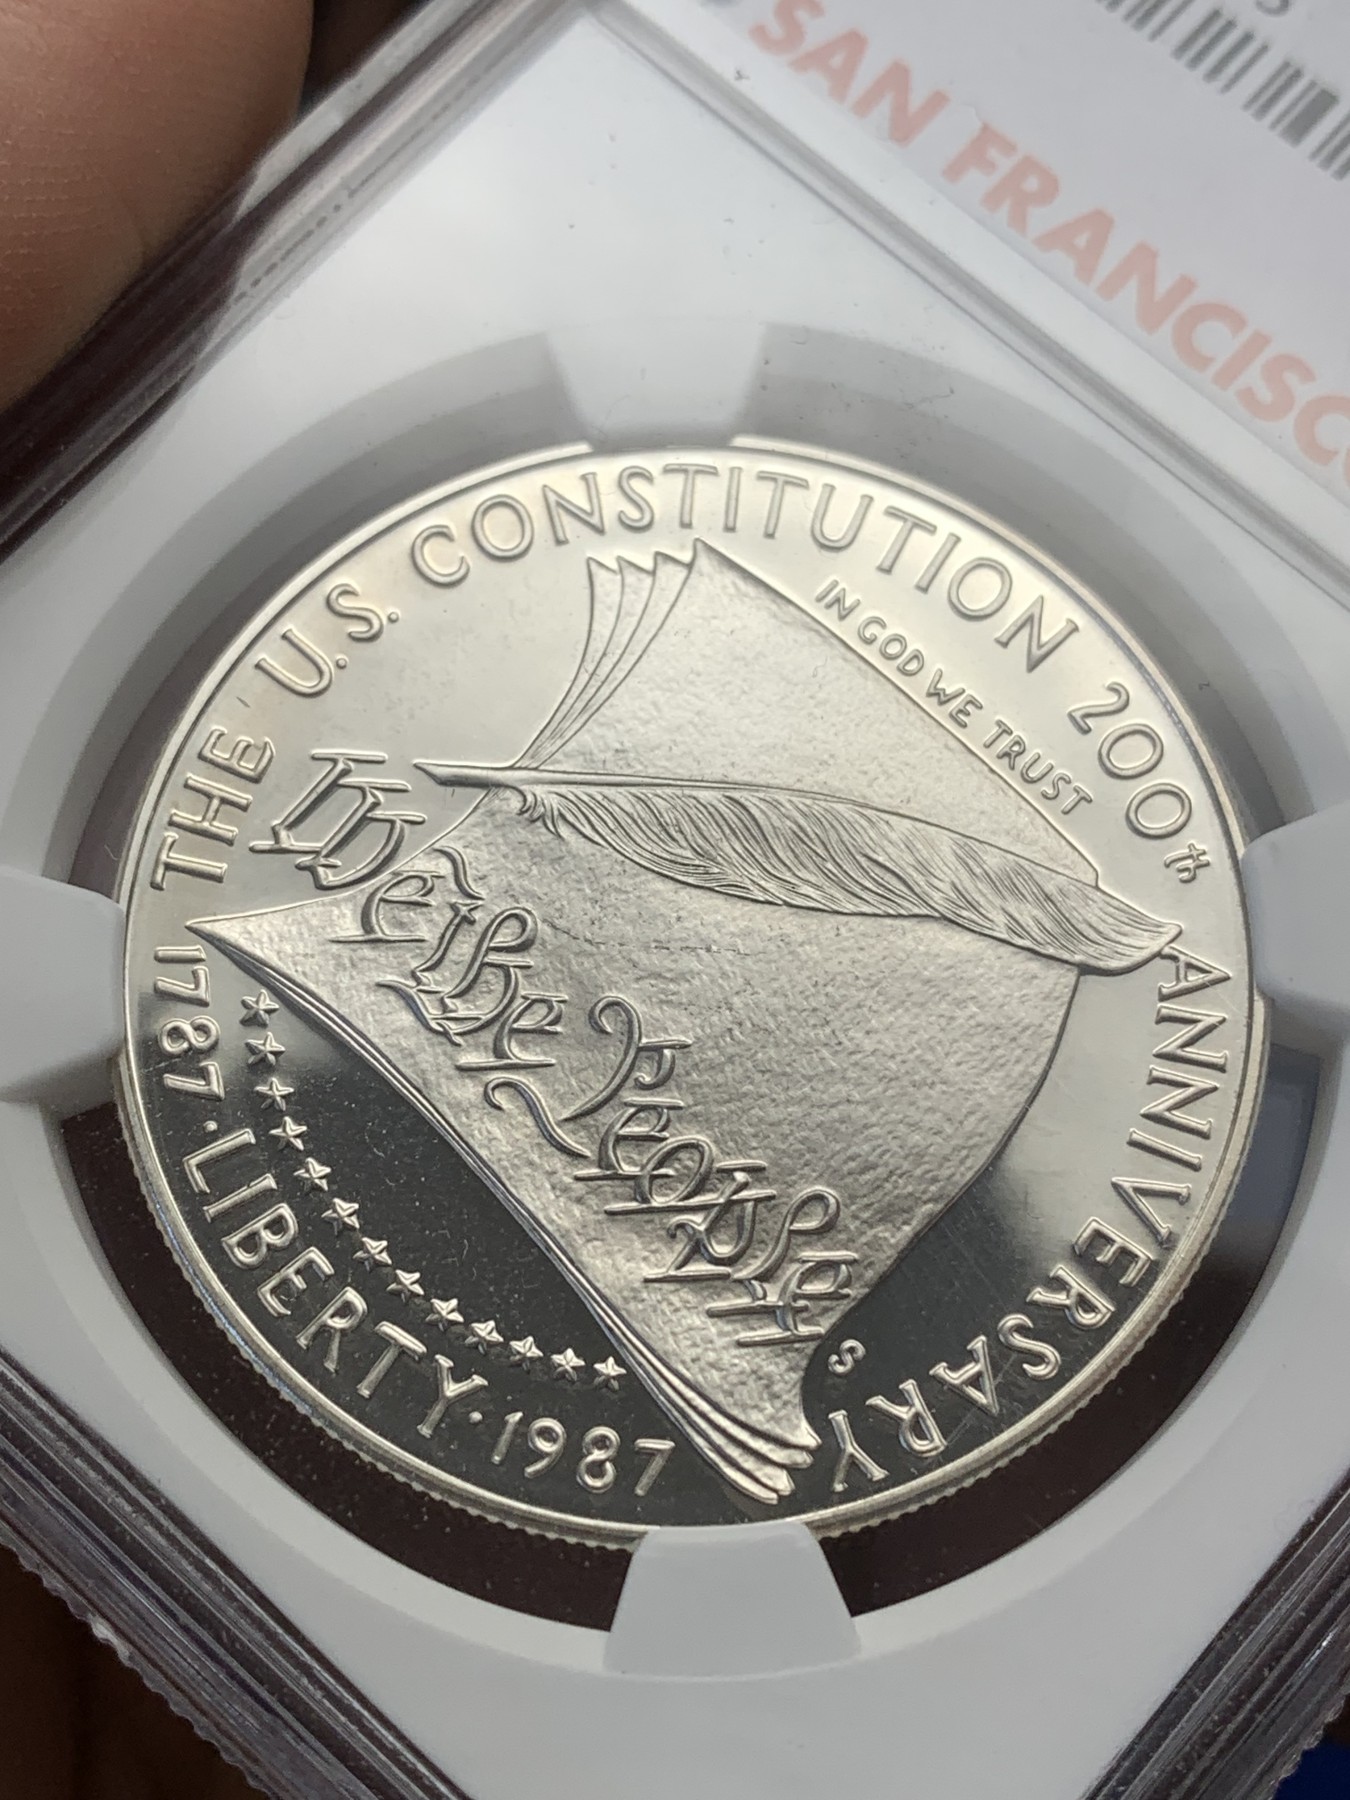 SAN FRANCISCO
THE U.S. CONSTITUTION 200th ANNIVERSARY
IN GOD WE TRUST
We the People
S
1787 · LIBERTY · 1987